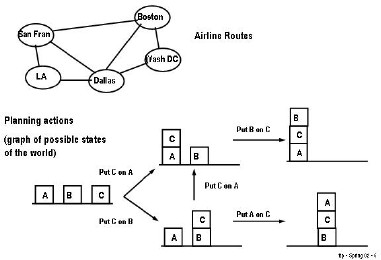 Boston
San Fran
Airline Routes
Wash DC
LA
Dallas
Planning actions
(graph of possible states
of the world)
C
A B
Put C on A
Put B on C
B
C
A
A B C
Put C on A
Put C on B
C
A B
Put A on C
A
C
B